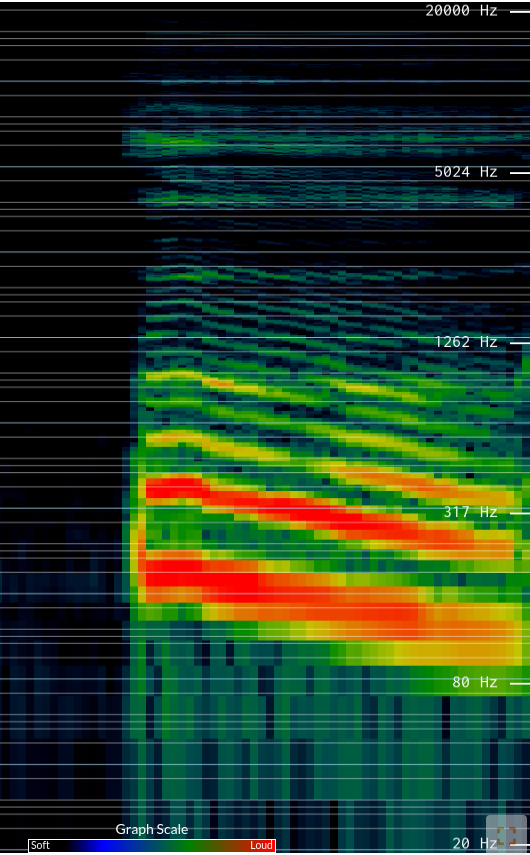 20000 Hz
5024 Hz
1262 Hz
317 Hz
80 Hz
Graph Scale
Soft Loud
20 Hz